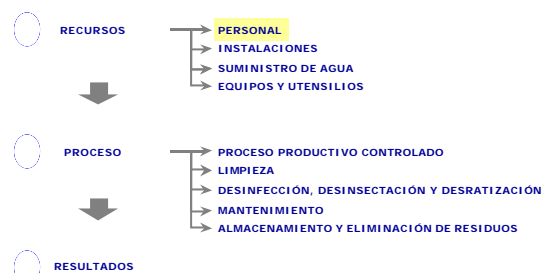 RECURSOS
PERSONAL
INSTALACIONES
SUMINISTRO DE AGUA
EQUIPOS Y UTENSILIOS
PROCESO
PROCESO PRODUCTIVO CONTROLADO
LIMPIEZA
DESINFECCIÓN, DESINSECTACIÓN Y DESRATIZACIÓN
MANTENIMIENTO
ALMACENAMIENTO Y ELIMINACIÓN DE RESIDUOS
RESULTADOS